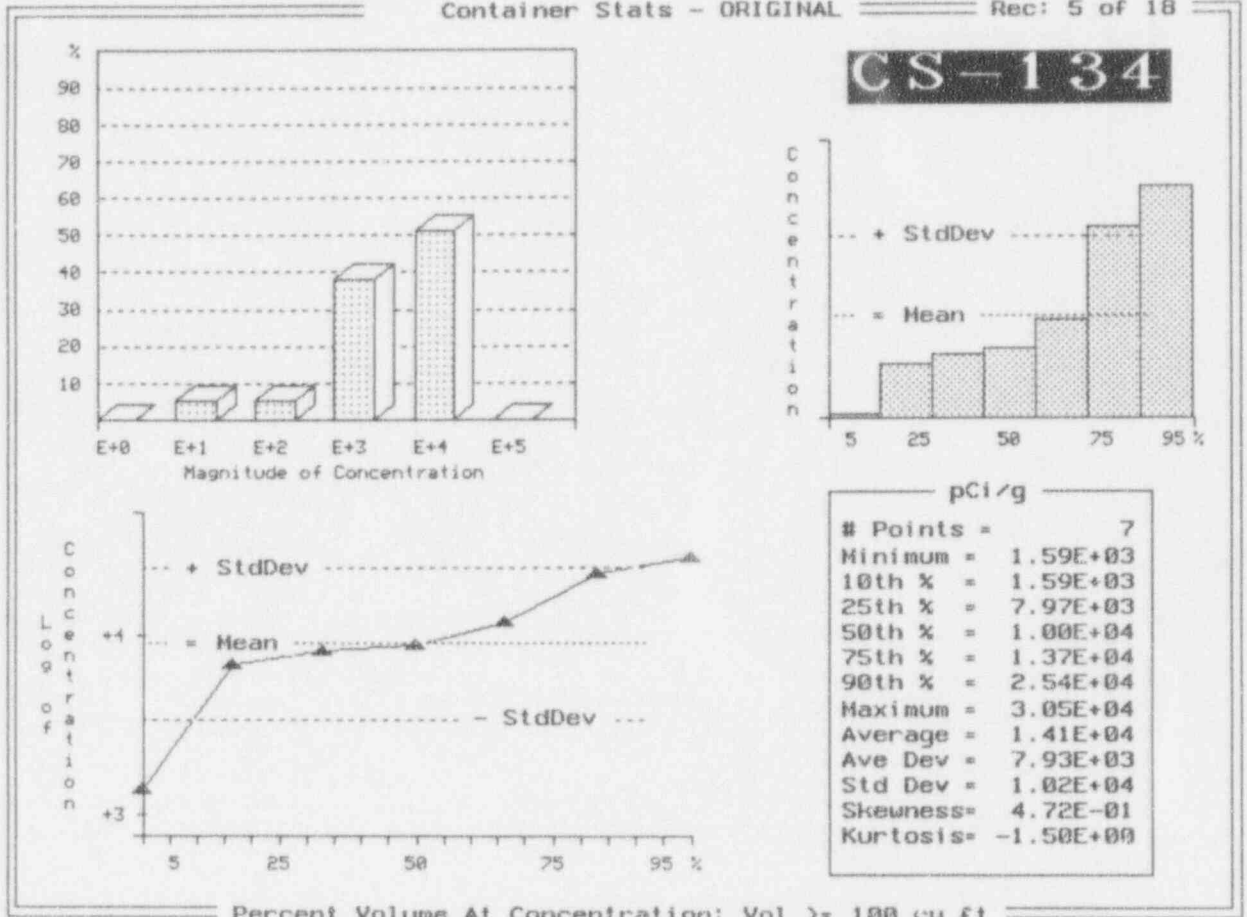 Container Stats - ORIGINAL
Rec: 5 of 18
CS-134
%
90
80
70
60
50
40
30
20
10
E+0 E+1 E+2 E+3 E+4 E+5
Magnitude of Concentration
Concentration
+ StdDev
= Mean
5 25 50 75 95 %
Log of Concentration
+ StdDev
+4
= Mean
- StdDev
+3
5 25 50 75 95 %
pCi/g
# Points = 7
Minimum = 1.59E+03
10th % = 1.59E+03
25th % = 7.97E+03
50th % = 1.00E+04
75th % = 1.37E+04
90th % = 2.54E+04
Maximum = 3.05E+04
Average = 1.41E+04
Ave Dev = 7.93E+03
Std Dev = 1.02E+04
Skewness= 4.72E-01
Kurtosis= -1.50E+00
Percent Volume At Concentration: Vol >= 100 cu ft